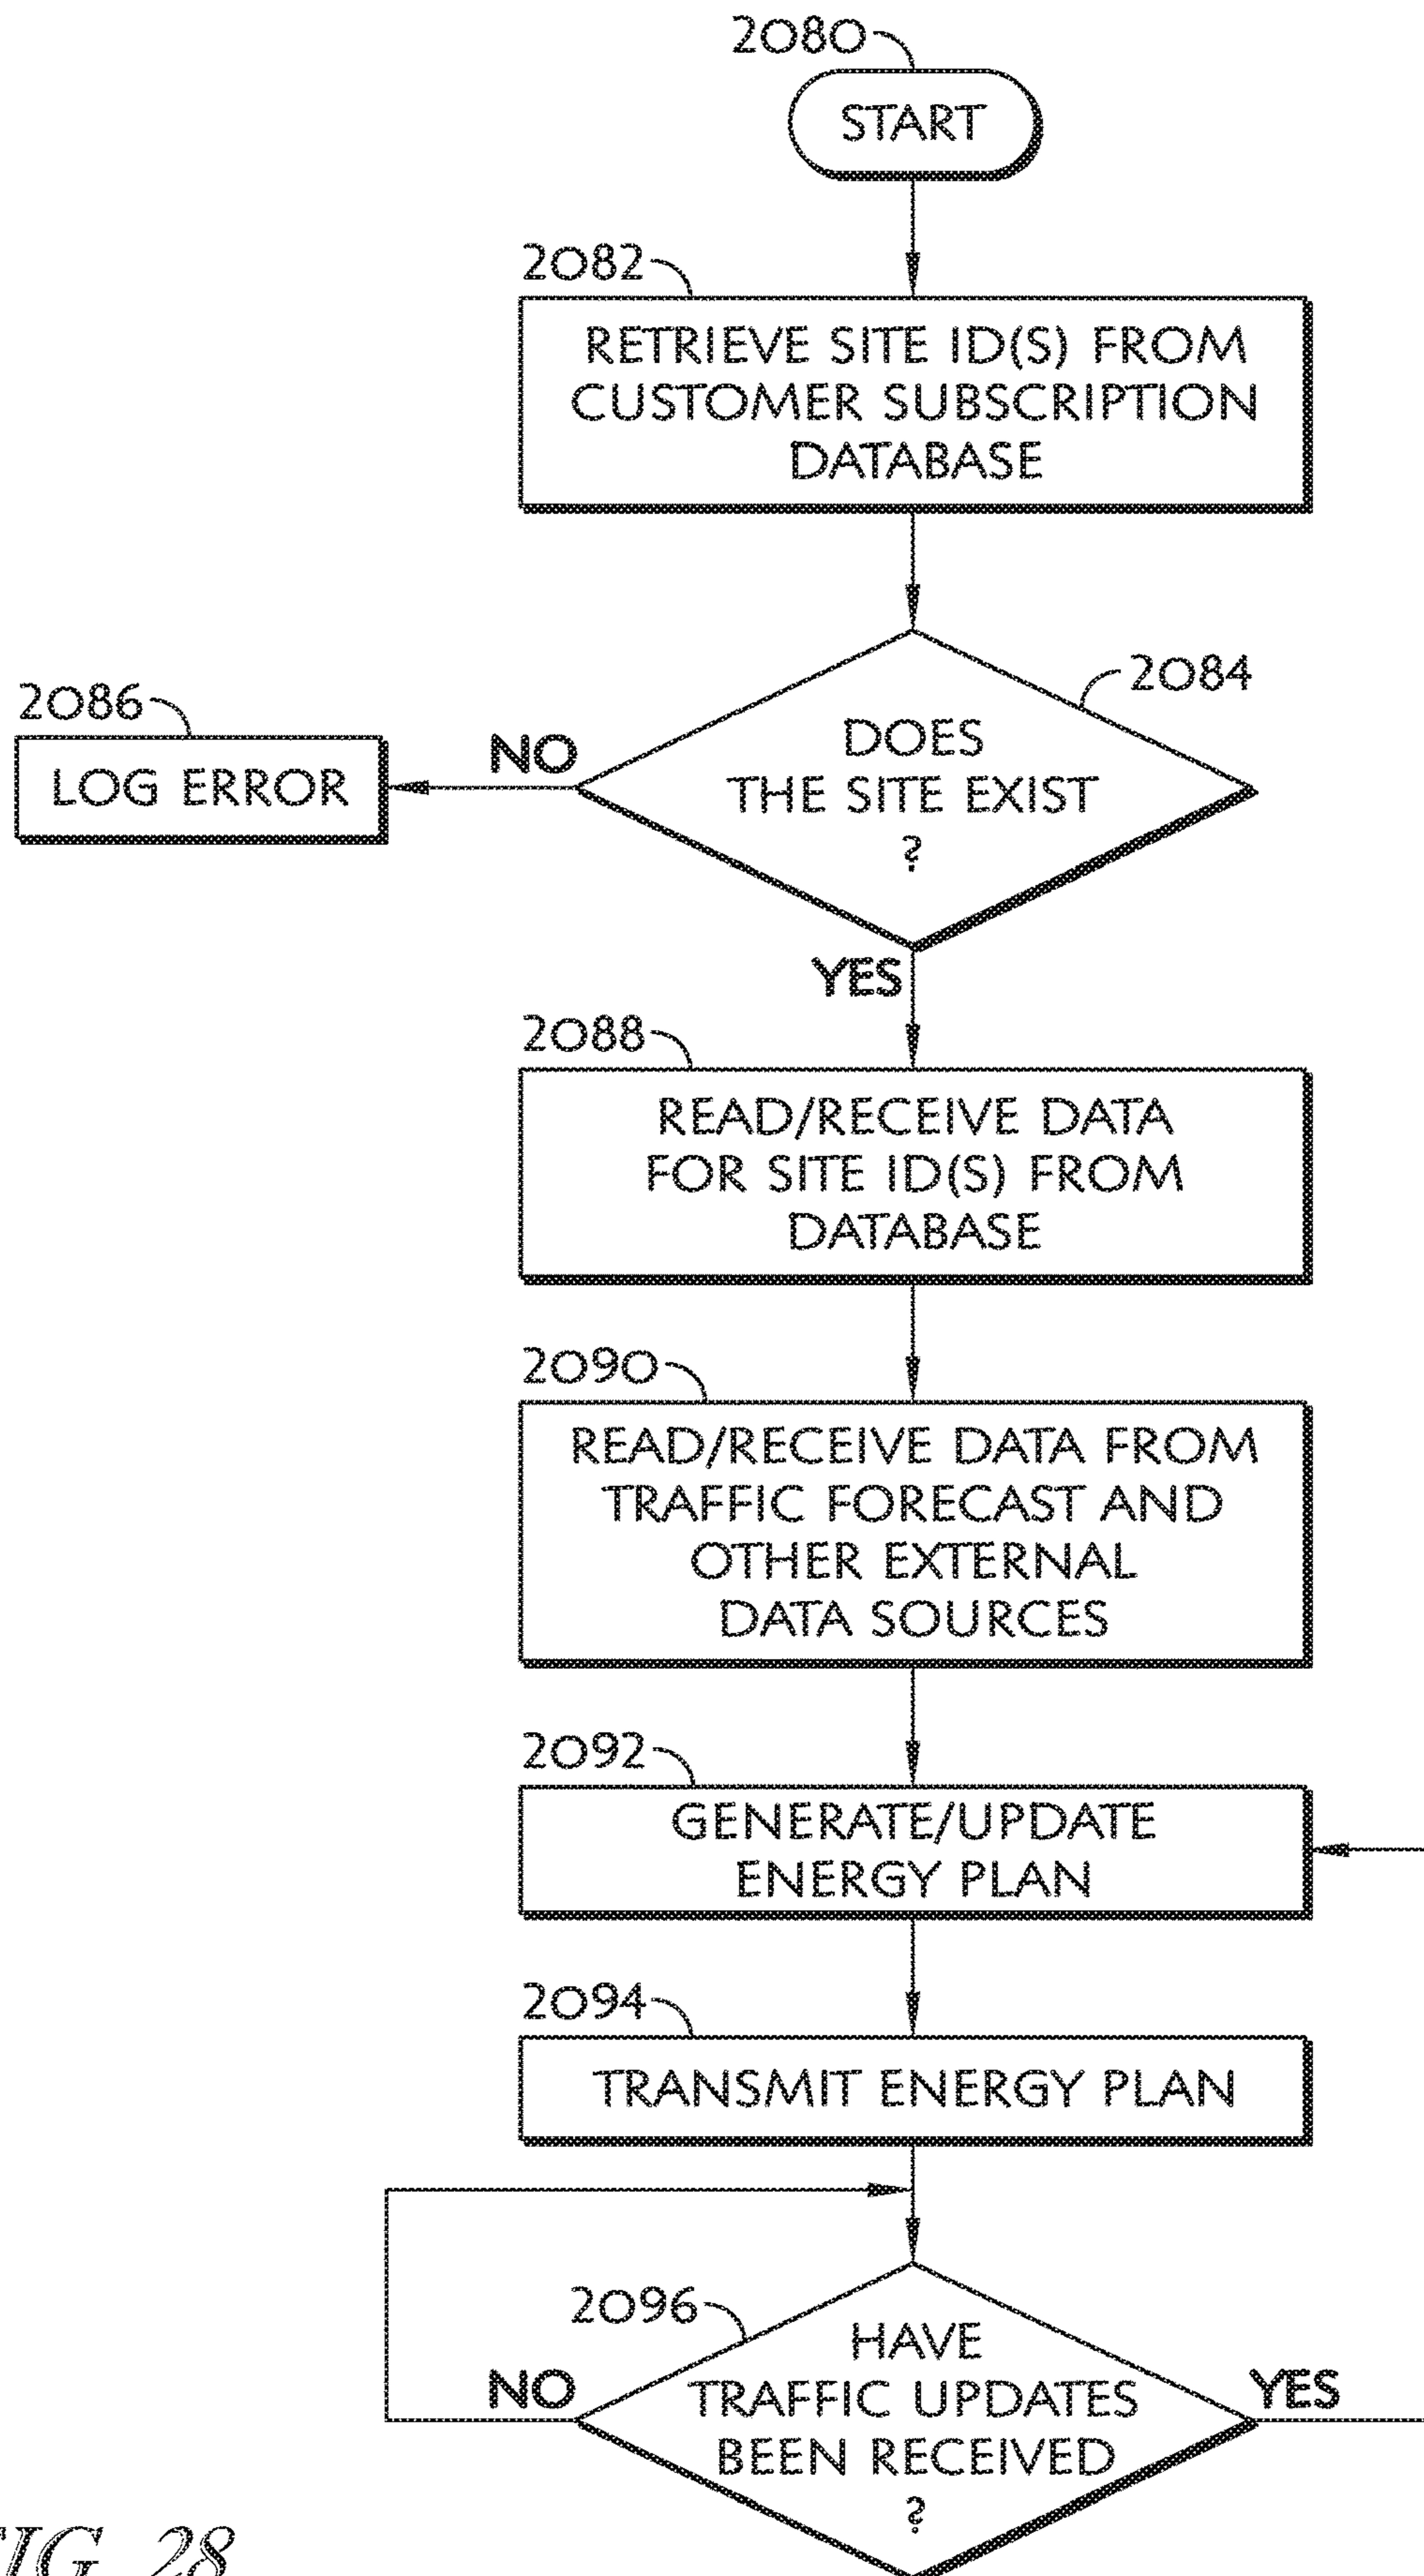 2080
START
2082
RETRIEVE SITE ID(S) FROM
CUSTOMER SUBSCRIPTION
DATABASE
2084
DOES
THE SITE EXIST
?
2086
NO
LOG ERROR
YES
2088
READ/RECEIVE DATA
FOR SITE ID(S) FROM
DATABASE
2090
READ/RECEIVE DATA FROM
TRAFFIC FORECAST AND
OTHER EXTERNAL
DATA SOURCES
2092
GENERATE/UPDATE
ENERGY PLAN
2094
TRANSMIT ENERGY PLAN
2096
HAVE
TRAFFIC UPDATES
BEEN RECEIVED
?
NO
YES
28